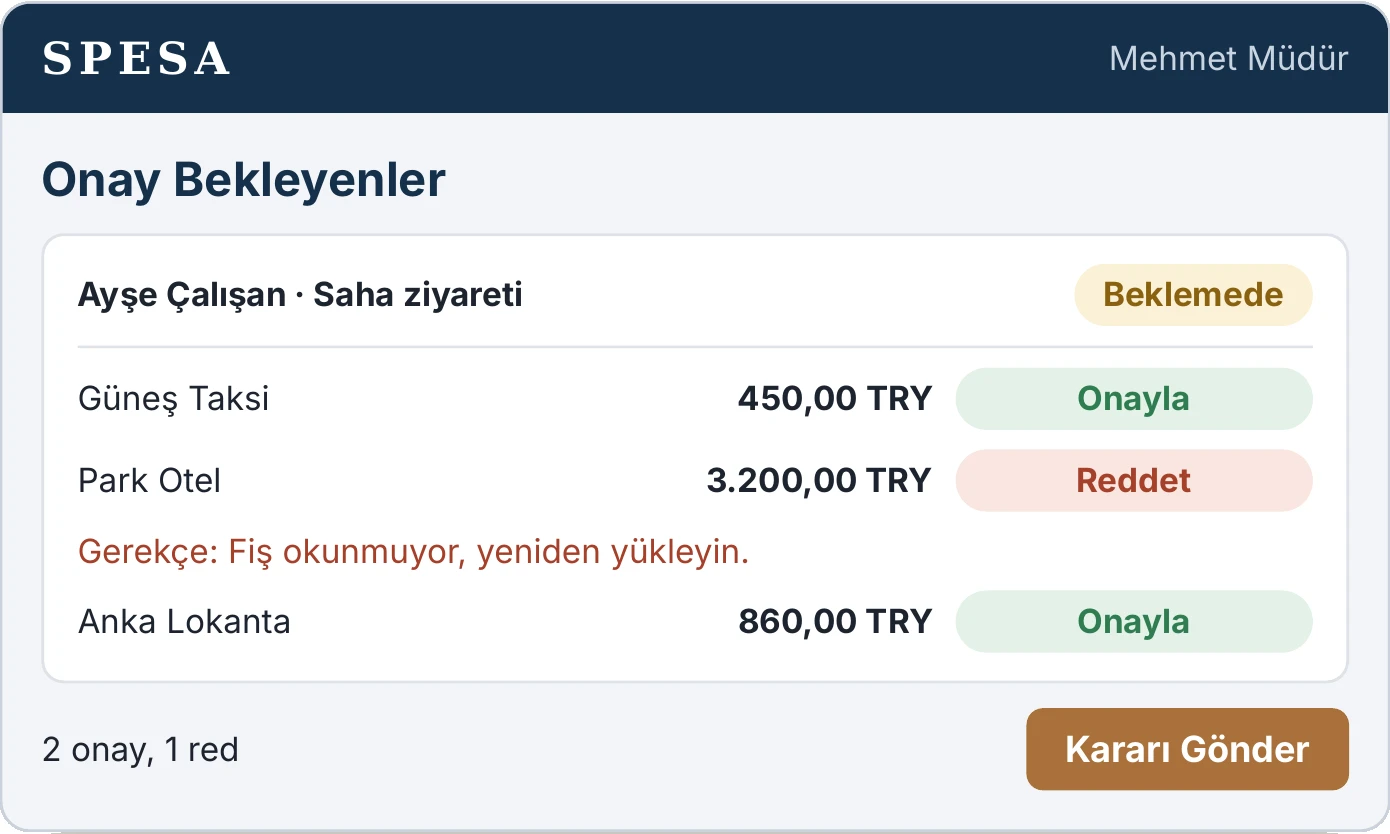 SPESA
Mehmet Müdür
Onay Bekleyenler
Ayşe Çalışan · Saha ziyareti
Beklemede
Güneş Taksi 450,00 TRY Onayla
Park Otel 3.200,00 TRY Reddet
Gerekçe: Fiş okunmuyor, yeniden yükleyin.
Anka Lokanta 860,00 TRY Onayla
2 onay, 1 red
Kararı Gönder